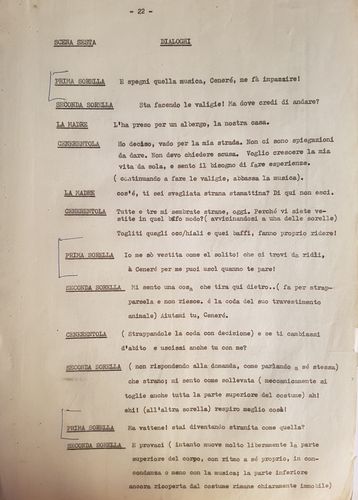 - 22 -
SCENA SESTA DIALOGHI
PRIMA SORELLA E spegni quella musica, Cenerè, me fà impazzire!
SECONDA SORELLA Sta facendo le valigie! Ma dove credi di andare?
LA MADRE L'ha preso per un albergo, la nostra casa.
CENERENTOLA Ho deciso, vado per la mia strada. Non ci sono spiegazioni
da dare. Non devo chiedere scusa. Voglio crescere la mia
vita da sola, e sento il bisogno di fare esperienze.
( continuando a fare le valigie, abbassa la musica).
LA MADRE cos'é, ti sei svegliata strana stamattina? Di qui non esci.
CENERENTOLA Tutte e tre mi sembrate strane, oggi. Perché vi siete ve-
stite in quel modo?( avvicinandosi a una delle sorelle)
Togliti quegli occhiali e quei baffi, fanno proprio ridere!
PRIMA SORELLA Io me sò vestita come el solito! che ci trovi da ridli,
à Cenerè per me puoi uscì quanno te pare!
SECONDA SORELLA Mi sento una cosa che tira qui dietro..( fa per strap-
parcela e non riesce. é la coda del suo travestimento
animale) Aiutami tu, Cenerè.
CENERENTOLA ( Strappandole la coda con decisione) e se ti cambiassi
d'abito e uscissi anche tu con me?
SECONDA SORELLA ( non rispondendo alla domanda, come parlando a sé stessa)
che strano; mi sento come sollevata ( meccanicamente si
toglie anche tutta la parte superiore del costume) ah!
ahi! (all'altra sorella) respiro meglio così!
PRIMA SORELLA Ma vattene! stai diventando stranita come quella?
SECONDA SORELLA E provaci ( intanto muove molto liberamente la parte
superiore del corpo, con ritmo a sé proprio, in con-
cordanza o meno con la musica; la parte inferiore
ancora ricoperta dal costume rimane chiaramente immobile)